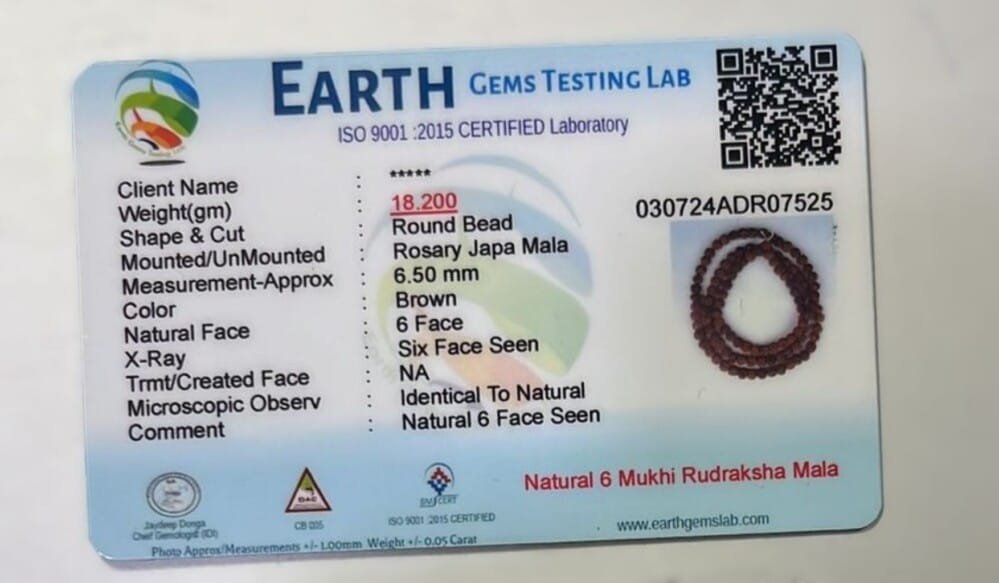 EARTH GEMS TESTING LAB
ISO 9001 :2015 CERTIFIED Laboratory
Client Name : *****
Weight(gm) : 18.200
Shape & Cut : Round Bead
Mounted/UnMounted : Rosary Japa Mala
Measurement-Approx : 6.50 mm
Color : Brown
Natural Face : 6 Face
X-Ray : Six Face Seen
Trmt/Created Face : NA
Microscopic Observ : Identical To Natural
Comment : Natural 6 Face Seen
030724ADR07525
Natural 6 Mukhi Rudraksha Mala
Jaydeep Donga
Chief Gemologist (IDI)
DAC
CB 005
ISO 9001 :2015 CERTIFIED
www.earthgemslab.com
Photo Approx/Measurements +/- 1.00mm Weight +/- 0.05 Carat